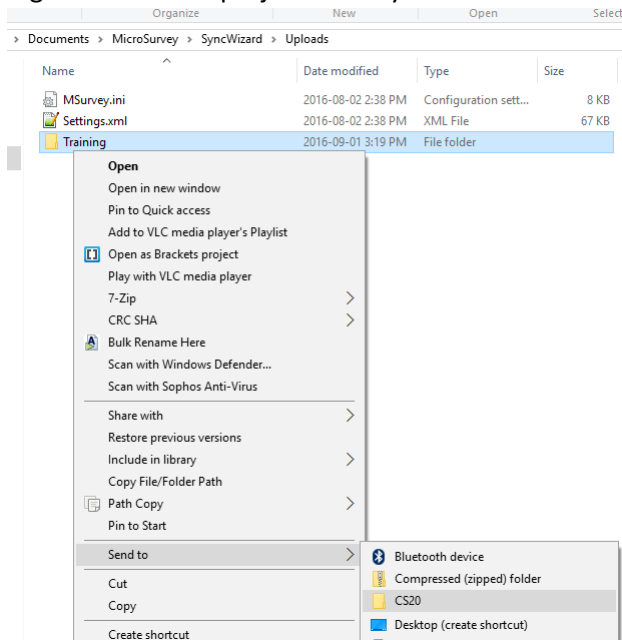 Organize New Open Select
Documents > MicroSurvey > SyncWizard > Uploads
Name Date modified Type Size
MSurvey.ini 2016-08-02 2:38 PM Configuration sett... 8 KB
Settings.xml 2016-08-02 2:38 PM XML File 67 KB
Training 2016-09-01 3:19 PM File folder
Open
Open in new window
Pin to Quick access
Add to VLC media player's Playlist
Open as Brackets project
Play with VLC media player
7-Zip
CRC SHA
Bulk Rename Here
Scan with Windows Defender...
Scan with Sophos Anti-Virus
Share with
Restore previous versions
Include in library
Copy File/Folder Path
Path Copy
Pin to Start
Send to
Bluetooth device
Compressed (zipped) folder
Cut
CS20
Copy
Desktop (create shortcut)
Create shortcut